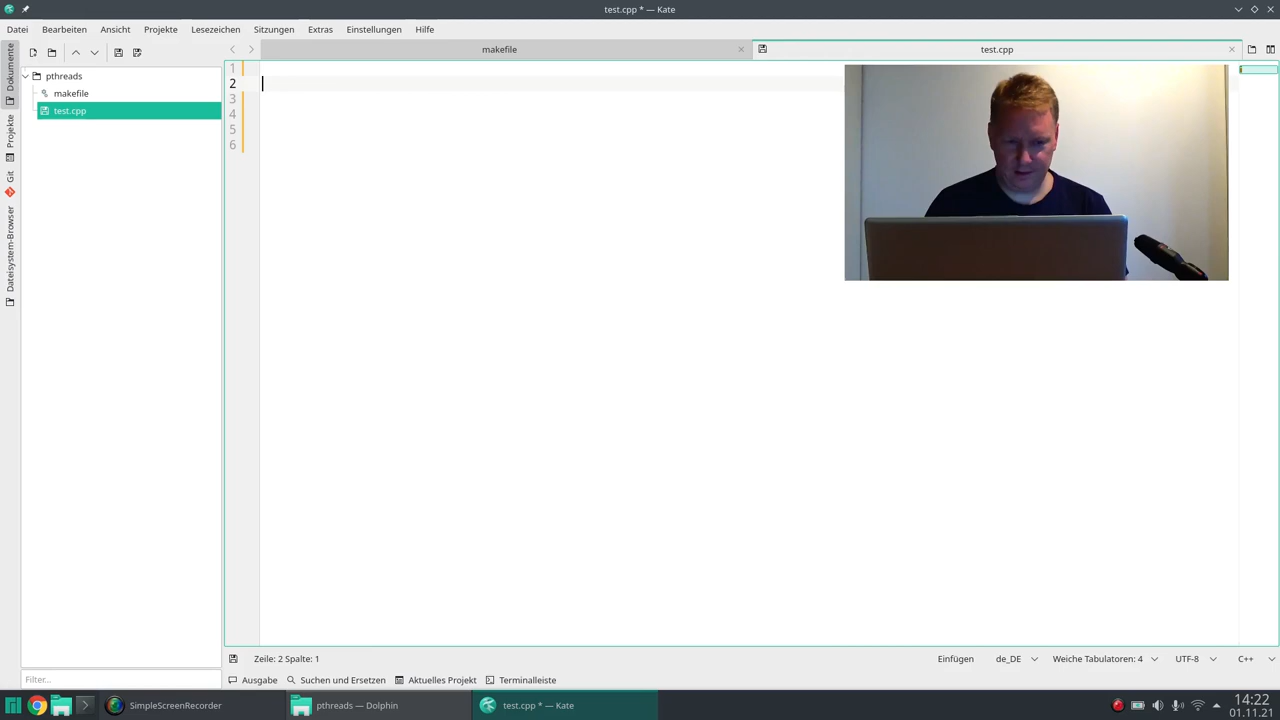 test.cpp * — Kate
Datei Bearbeiten Ansicht Projekte Lesezeichen Sitzungen Extras Einstellungen Hilfe
makefile
test.cpp
Dokumente
Projekte
Git
Dateisystem-Browser
pthreads
makefile
test.cpp
1
2
3
4
5
6
Filter...
Zeile: 2 Spalte: 1
Einfügen
de_DE
Weiche Tabulatoren: 4
UTF-8
C++
Ausgabe
Suchen und Ersetzen
Aktuelles Projekt
Terminalleiste
SimpleScreenRecorder
pthreads — Dolphin
test.cpp * — Kate
14:22
01.11.21